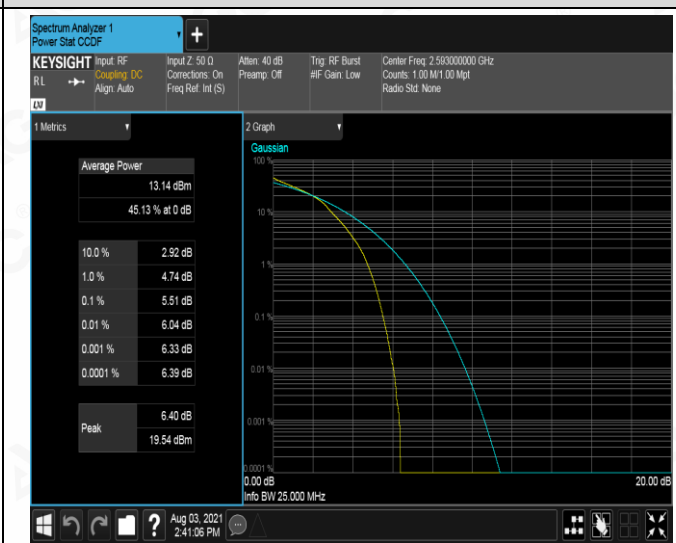 Spectrum Analyzer 1
Power Stat CCDF
+
KEYSIGHT
RL
LXI
Input: RF
Coupling: DC
Align: Auto
Input Z: 50 Ω
Corrections: On
Freq Ref: Int (S)
Atten: 40 dB
Preamp: Off
Trig: RF Burst
#IF Gain: Low
Center Freq: 2.593000000 GHz
Counts: 1.00 M/1.00 Mpt
Radio Std: None
1 Metrics
Average Power
13.14 dBm
45.13 % at 0 dB
10.0 % 2.92 dB
1.0 % 4.74 dB
0.1 % 5.51 dB
0.01 % 6.04 dB
0.001 % 6.33 dB
0.0001 % 6.39 dB
Peak
6.40 dB
19.54 dBm
2 Graph
Gaussian
100 %
10 %
1 %
0.1 %
0.01 %
0.001 %
0.0001 %
0.00 dB 20.00 dB
Info BW 25.000 MHz
?
Aug 03, 2021
2:41:06 PM